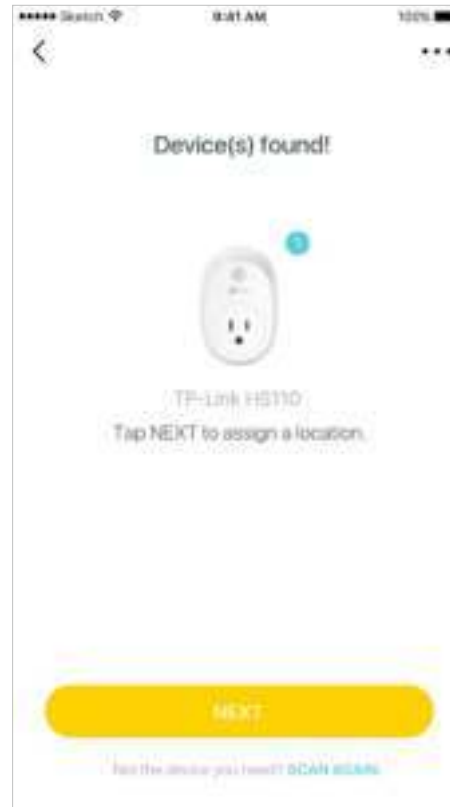 Sketch 9:41 AM 100%
Device(s) found!
1
TP-Link HS110
Tap NEXT to assign a location.
NEXT
Not the device you need? SCAN AGAIN